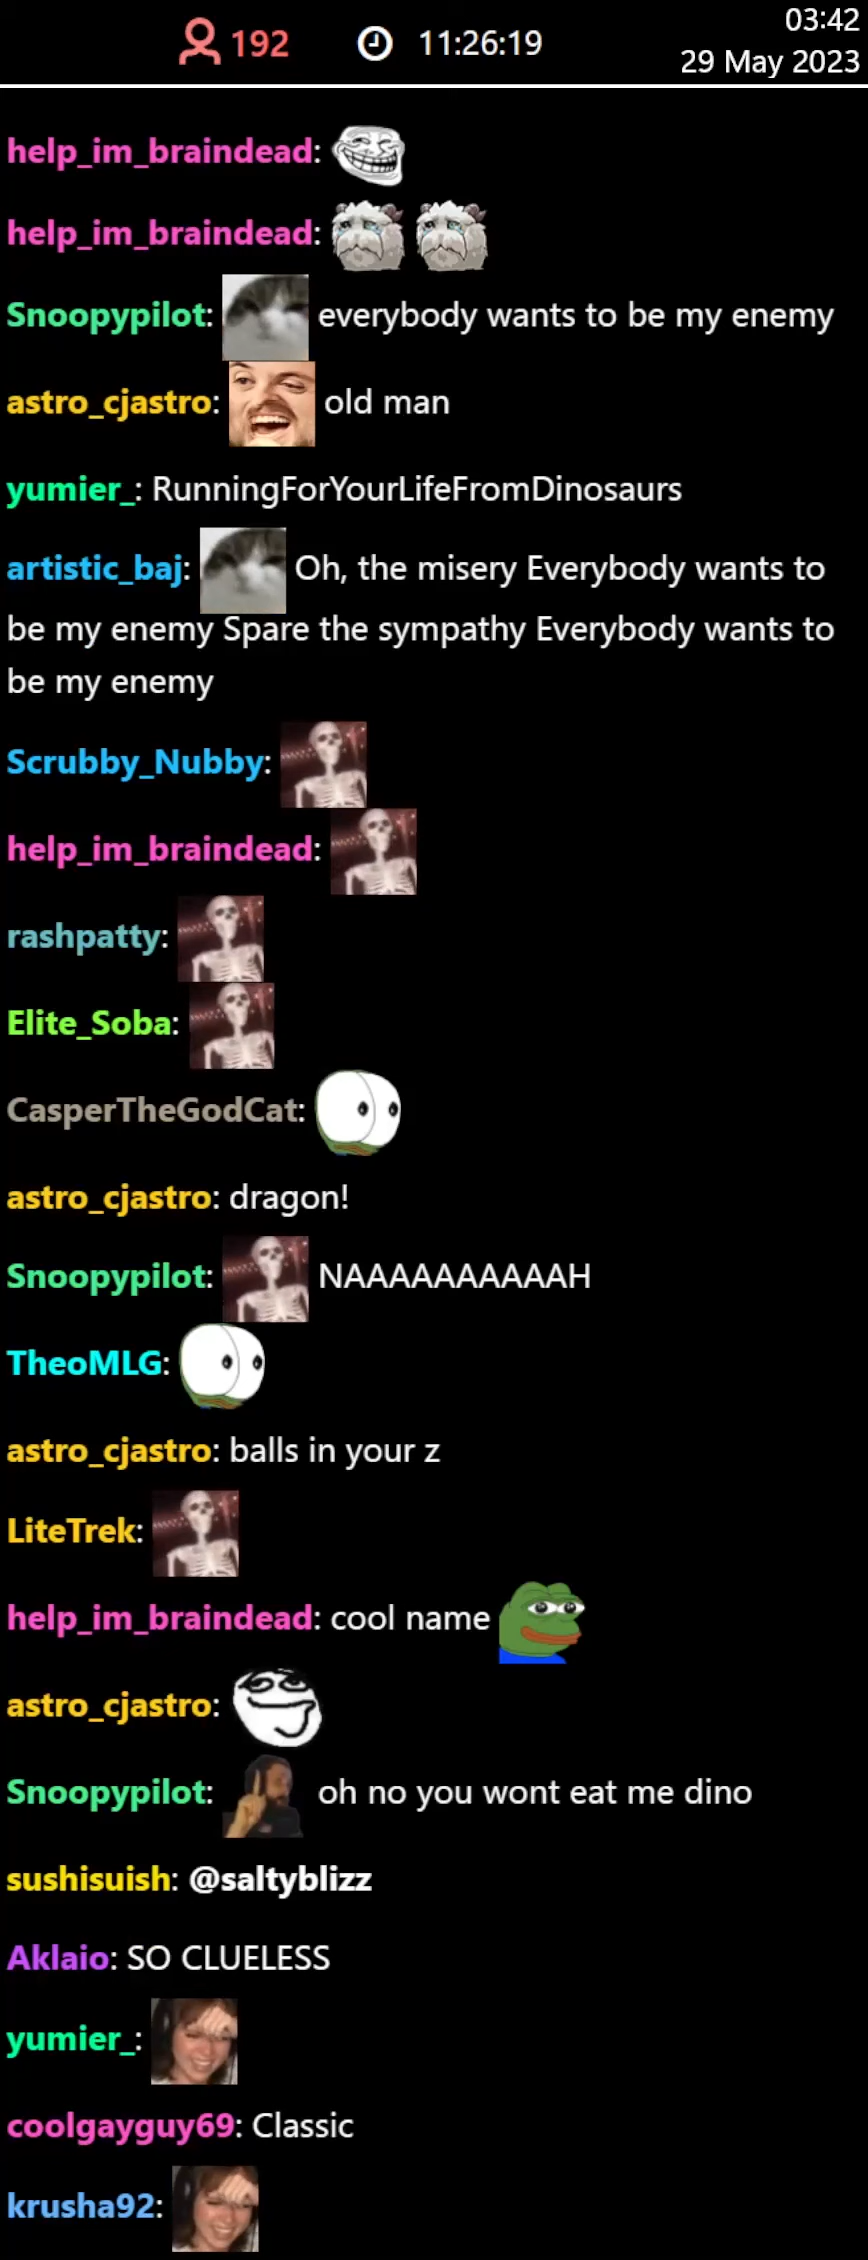 192 11:26:19 03:42
29 May 2023
help_im_braindead:
help_im_braindead:
Snoopypilot: everybody wants to be my enemy
astro_cjastro: old man
yumier_: RunningForYourLifeFromDinosaurs
artistic_baj: Oh, the misery Everybody wants to
be my enemy Spare the sympathy Everybody wants to
be my enemy
Scrubby_Nubby:
help_im_braindead:
rashpatty:
Elite_Soba:
CasperTheGodCat:
astro_cjastro: dragon!
Snoopypilot: NAAAAAAAAAAH
TheoMLG:
astro_cjastro: balls in your z
LiteTrek:
help_im_braindead: cool name
astro_cjastro:
Snoopypilot: oh no you wont eat me dino
sushisuish: @saltyblizz
Aklaio: SO CLUELESS
yumier_:
coolgayguy69: Classic
krusha92: